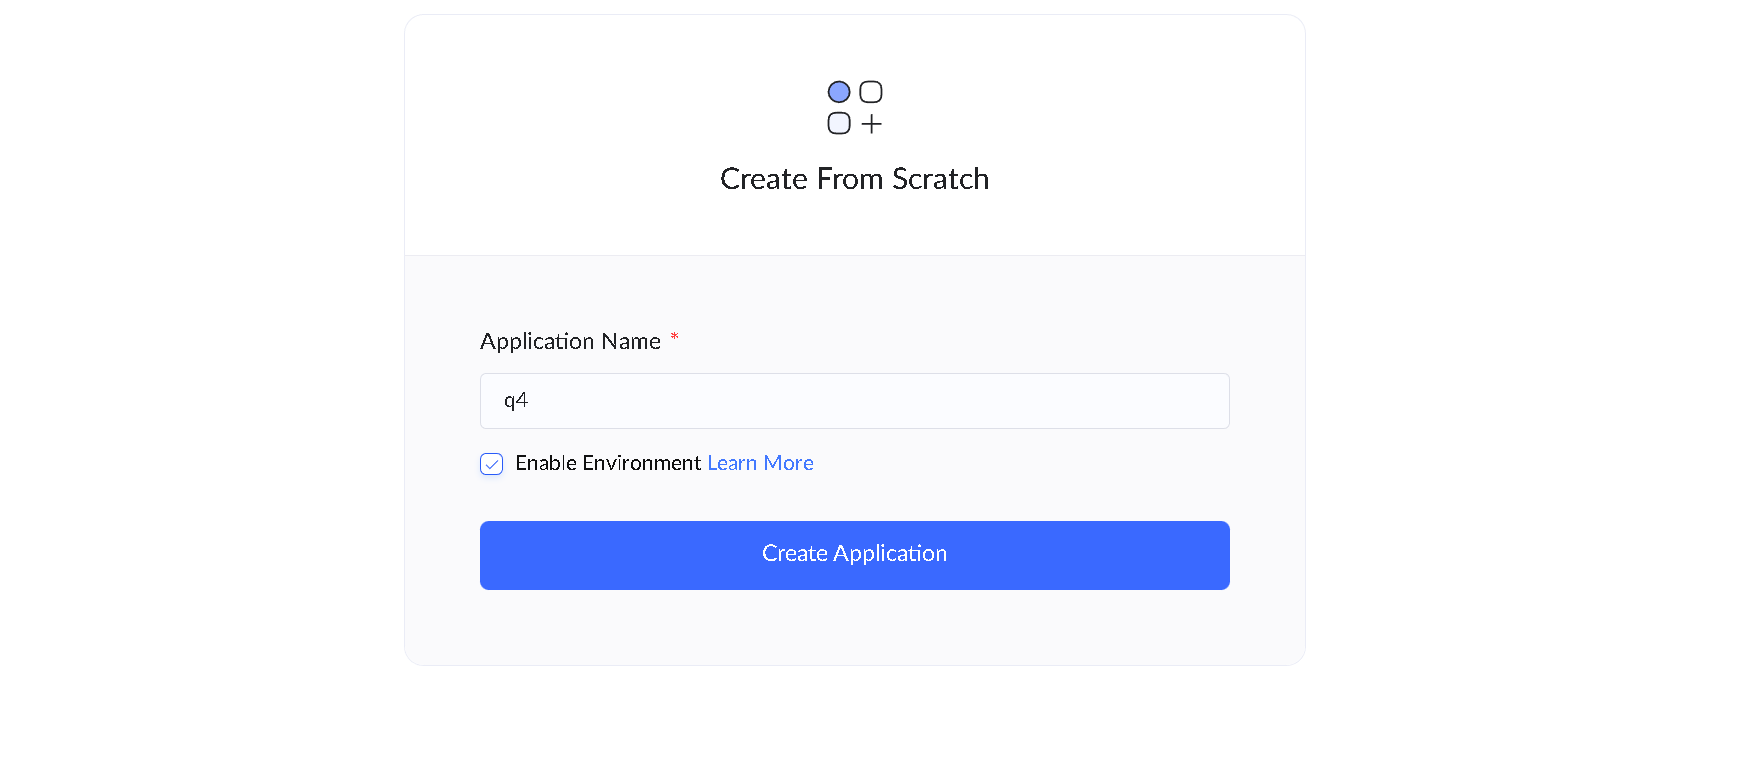 Create From Scratch
Application Name *
q4
Enable Environment Learn More
Create Application